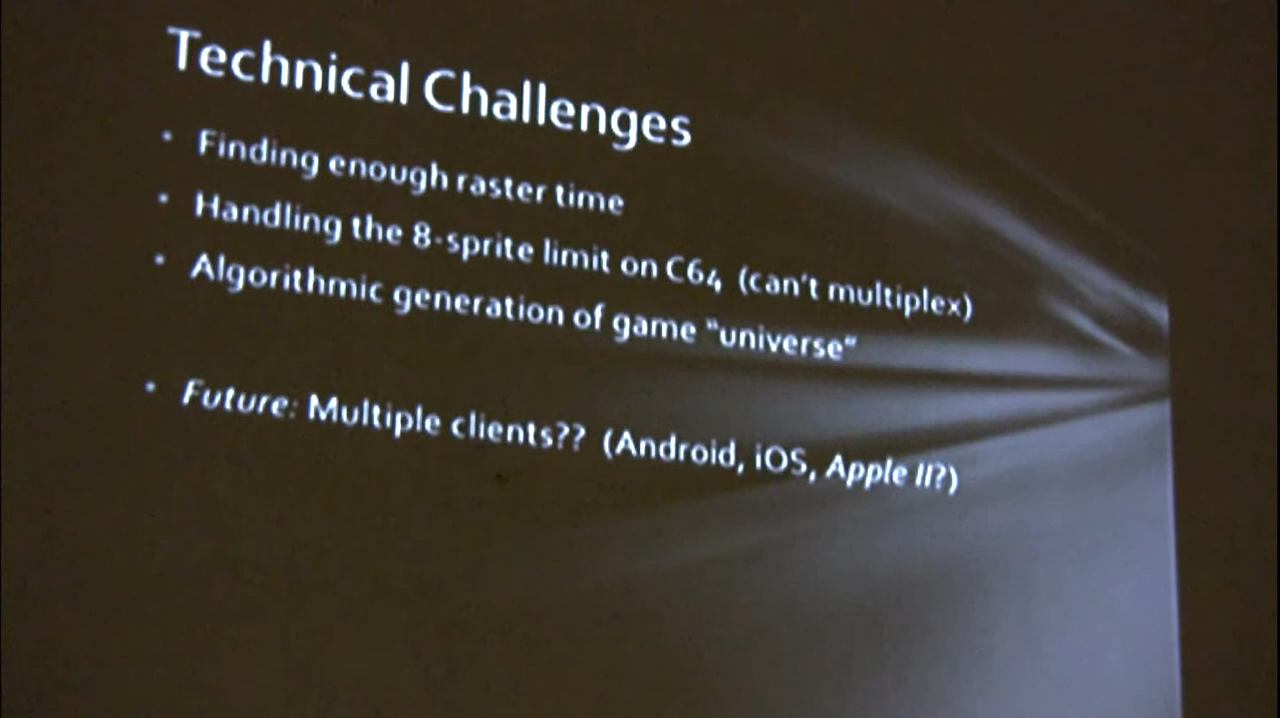 Technical Challenges
• Finding enough raster time
• Handling the 8-sprite limit on C64 (can't multiplex)
• Algorithmic generation of game "universe"
• Future: Multiple clients?? (Android, iOS, Apple II?)